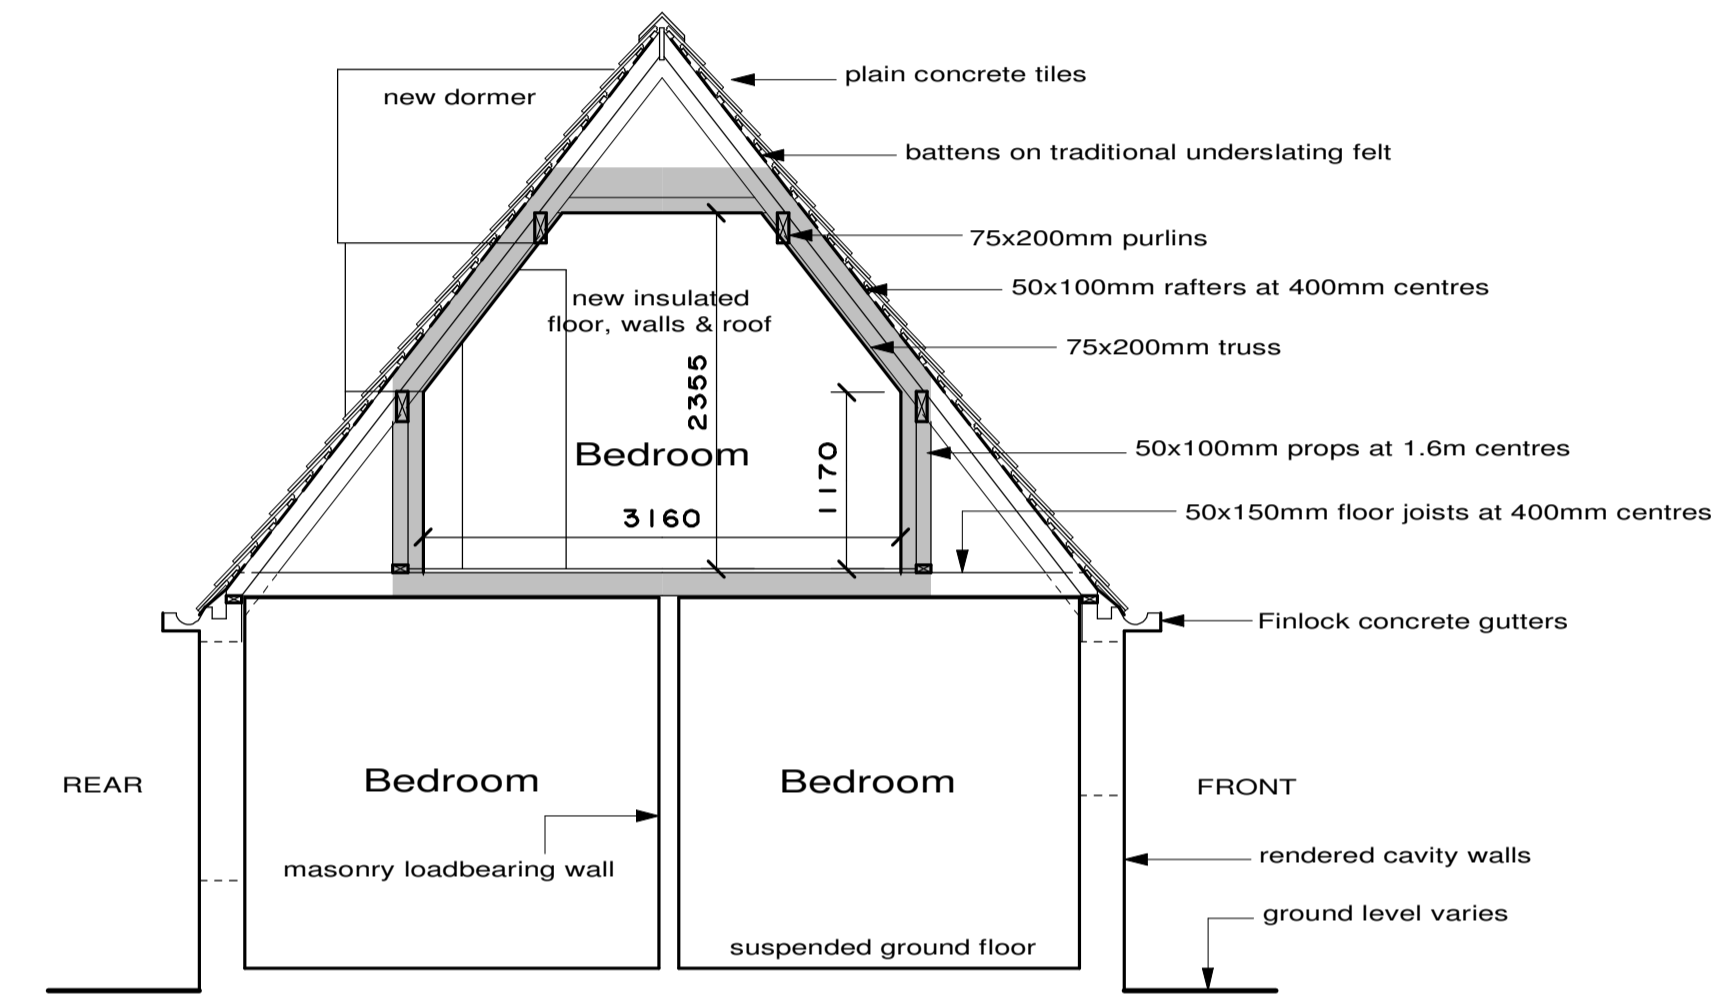 plain concrete tiles
new dormer
battens on traditional underslating felt
75x200mm purlins
50x100mm rafters at 400mm centres
new insulated
floor, walls & roof
75x200mm truss
2355
Bedroom
50x100mm props at 1.6m centres
1170
3160
50x150mm floor joists at 400mm centres
Finlock concrete gutters
REAR
Bedroom
Bedroom
FRONT
masonry loadbearing wall
rendered cavity walls
ground level varies
suspended ground floor